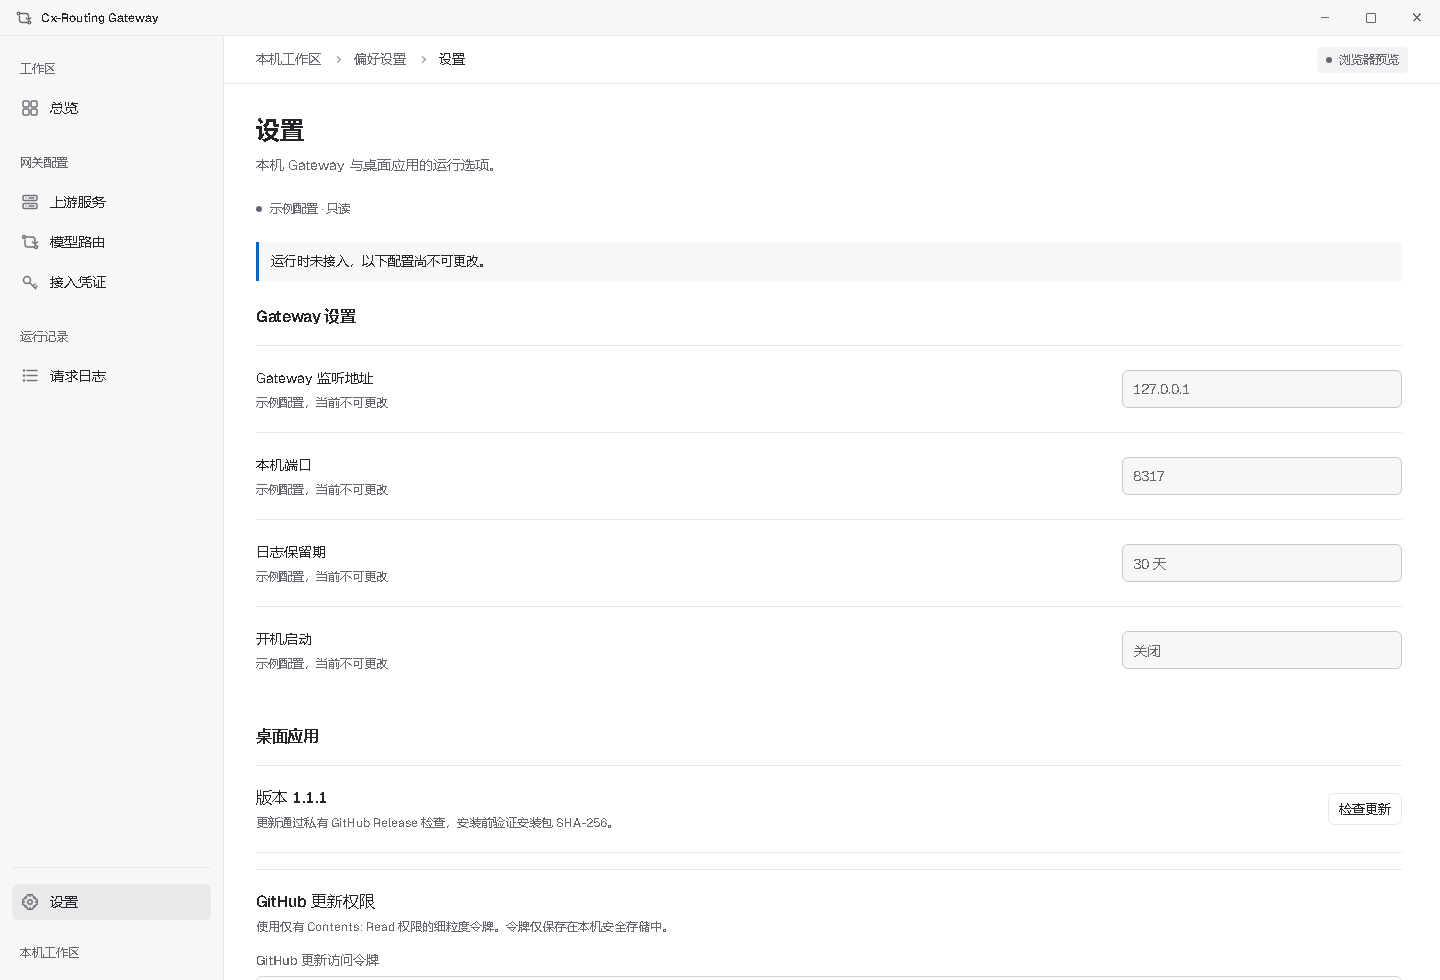 Cx-Routing Gateway
工作区
总览
网关配置
上游服务
模型路由
接入凭证
运行记录
请求日志
设置
本机工作区
本机工作区 › 偏好设置 › 设置
浏览器预览
设置
本机 Gateway 与桌面应用的运行选项。
示例配置 · 只读
运行时未接入，以下配置尚不可更改。
Gateway 设置
Gateway 监听地址
示例配置，当前不可更改
127.0.0.1
本机端口
示例配置，当前不可更改
8317
日志保留期
示例配置，当前不可更改
30 天
开机启动
示例配置，当前不可更改
关闭
桌面应用
版本 1.1.1
更新通过私有 GitHub Release 检查，安装前验证安装包 SHA-256。
检查更新
GitHub 更新权限
使用仅有 Contents: Read 权限的细粒度令牌。令牌仅保存在本机安全存储中。
GitHub 更新访问令牌